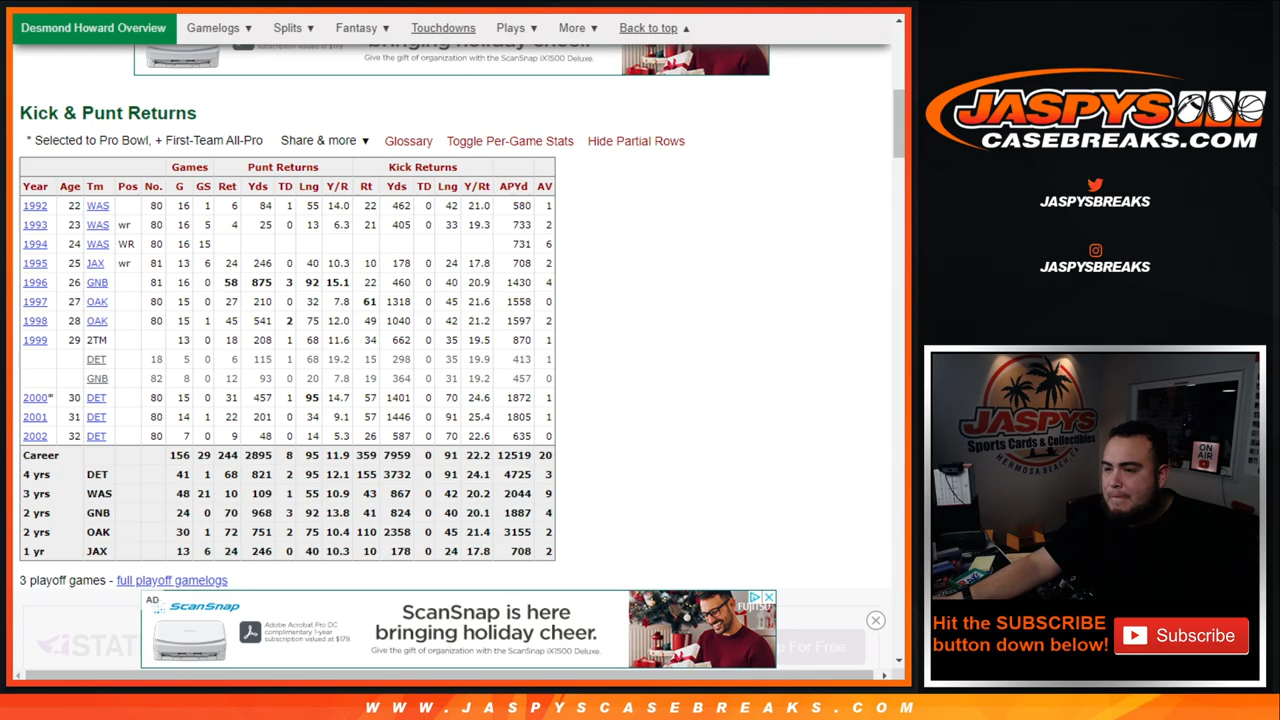 Desmond Howard Overview Gamelogs ▼ Splits ▼ Fantasy ▼ Touchdowns Plays ▼ More ▼ Back to top ▲
bringing holiday cheer.
Give the gift of organization with the ScanSnap iX1500 Deluxe.
Kick & Punt Returns
* Selected to Pro Bowl, + First-Team All-Pro Share & more ▼ Glossary Toggle Per-Game Stats Hide Partial Rows
Games Punt Returns Kick Returns
Year Age Tm Pos No. G GS Ret Yds TD Lng Y/R Rt Yds TD Lng Y/Rt APYd AV
1992 22 WAS 80 16 1 6 84 1 55 14.0 22 462 0 42 21.0 580 1
1993 23 WAS wr 80 16 5 4 25 0 13 6.3 21 405 0 33 19.3 733 2
1994 24 WAS WR 80 16 15 731 6
1995 25 JAX wr 81 13 6 24 246 0 40 10.3 10 178 0 24 17.8 708 2
1996 26 GNB 81 16 0 58 875 3 92 15.1 22 460 0 40 20.9 1430 4
1997 27 OAK 80 15 0 27 210 0 32 7.8 61 1318 0 45 21.6 1558 0
1998 28 OAK 80 15 1 45 541 2 75 12.0 49 1040 0 42 21.2 1597 2
1999 29 2TM 13 0 18 208 1 68 11.6 34 662 0 35 19.5 870 1
DET 18 5 0 6 115 1 68 19.2 15 298 0 35 19.9 413 1
GNB 82 8 0 12 93 0 20 7.8 19 364 0 31 19.2 457 0
2000* 30 DET 80 15 0 31 457 1 95 14.7 57 1401 0 70 24.6 1872 1
2001 31 DET 80 14 1 22 201 0 34 9.1 57 1446 0 91 25.4 1805 1
2002 32 DET 80 7 0 9 48 0 14 5.3 26 587 0 70 22.6 635 0
Career 156 29 244 2895 8 95 11.9 359 7959 0 91 22.2 12519 20
4 yrs DET 41 1 68 821 2 95 12.1 155 3732 0 91 24.1 4725 3
3 yrs WAS 48 21 10 109 1 55 10.9 43 867 0 42 20.2 2044 9
2 yrs GNB 24 0 70 968 3 92 13.8 41 824 0 40 20.1 1887 4
2 yrs OAK 30 1 72 751 2 75 10.4 110 2358 0 45 21.4 3155 2
1 yr JAX 13 6 24 246 0 40 10.3 10 178 0 24 17.8 708 2
3 playoff games - full playoff gamelogs
AD
ScanSnap
Adobe Acrobat Pro DC
complimentary 1-year
subscription valued at $179
ScanSnap is here
bringing holiday cheer.
Give the gift of organization with the ScanSnap iX1500 Deluxe.
FUJITSU
STAT
p For Free
JASPYS
CASEBREAKS.COM
JASPYSBREAKS
JASPYSBREAKS
JASPYS
Sports Cards & Collectibles
HERMOSA BEACH, CA
ON
AIR
Hit the SUBSCRIBE
button down below!
Subscribe
WWW.JASPYSCASEBREAKS.COM